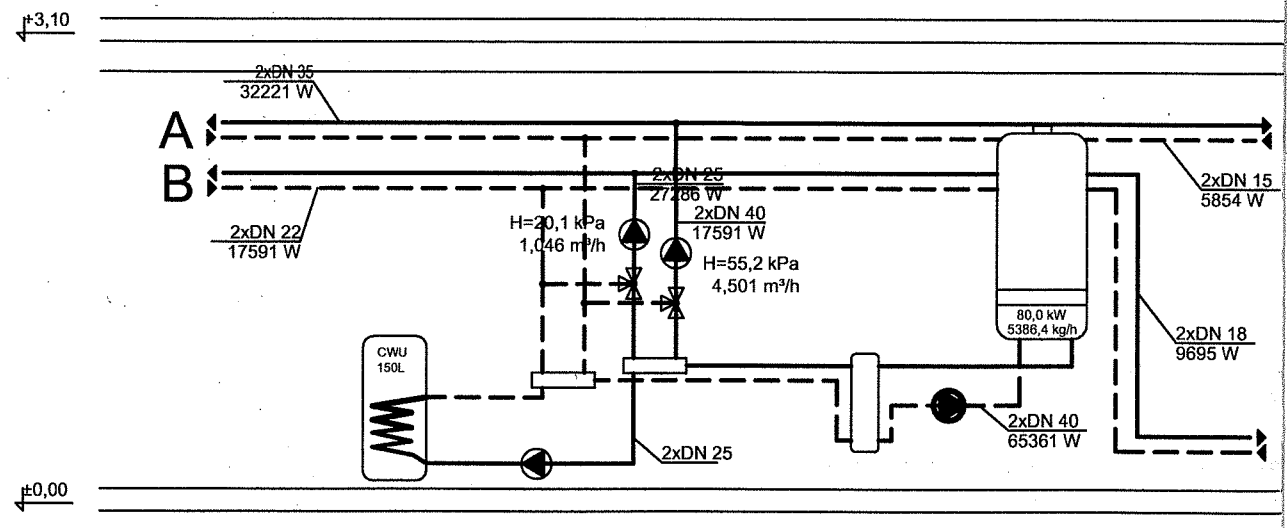 +3,10
2xDN 35
32221 W
A
B
2xDN 25
27286 W
2xDN 15
5854 W
2xDN 22
17591 W
H=20,1 kPa
1,046 m³/h
2xDN 40
17591 W
H=55,2 kPa
4,501 m³/h
80,0 kW
5386,4 kg/h
2xDN 18
9695 W
CWU
150L
2xDN 40
65361 W
2xDN 25
±0,00